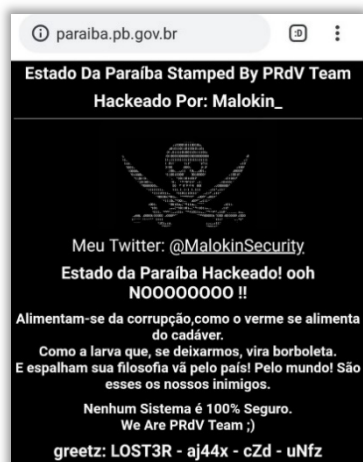 paraiba.pb.gov.br
Estado Da Paraíba Stamped By PRdV Team
Hackeado Por: Malokin_
Meu Twitter: @MalokinSecurity
Estado da Paraíba Hackeado! ooh
NOOOOOOOO !!
Alimentam-se da corrupção,como o verme se alimenta
do cadáver.
Como a larva que, se deixarmos, vira borboleta.
E espalham sua filosofia vã pelo país! Pelo mundo! São
esses os nossos inimigos.
Nenhum Sistema é 100% Seguro.
We Are PRdV Team ;)
greetz: LOST3R - aj44x - cZd - uNfz